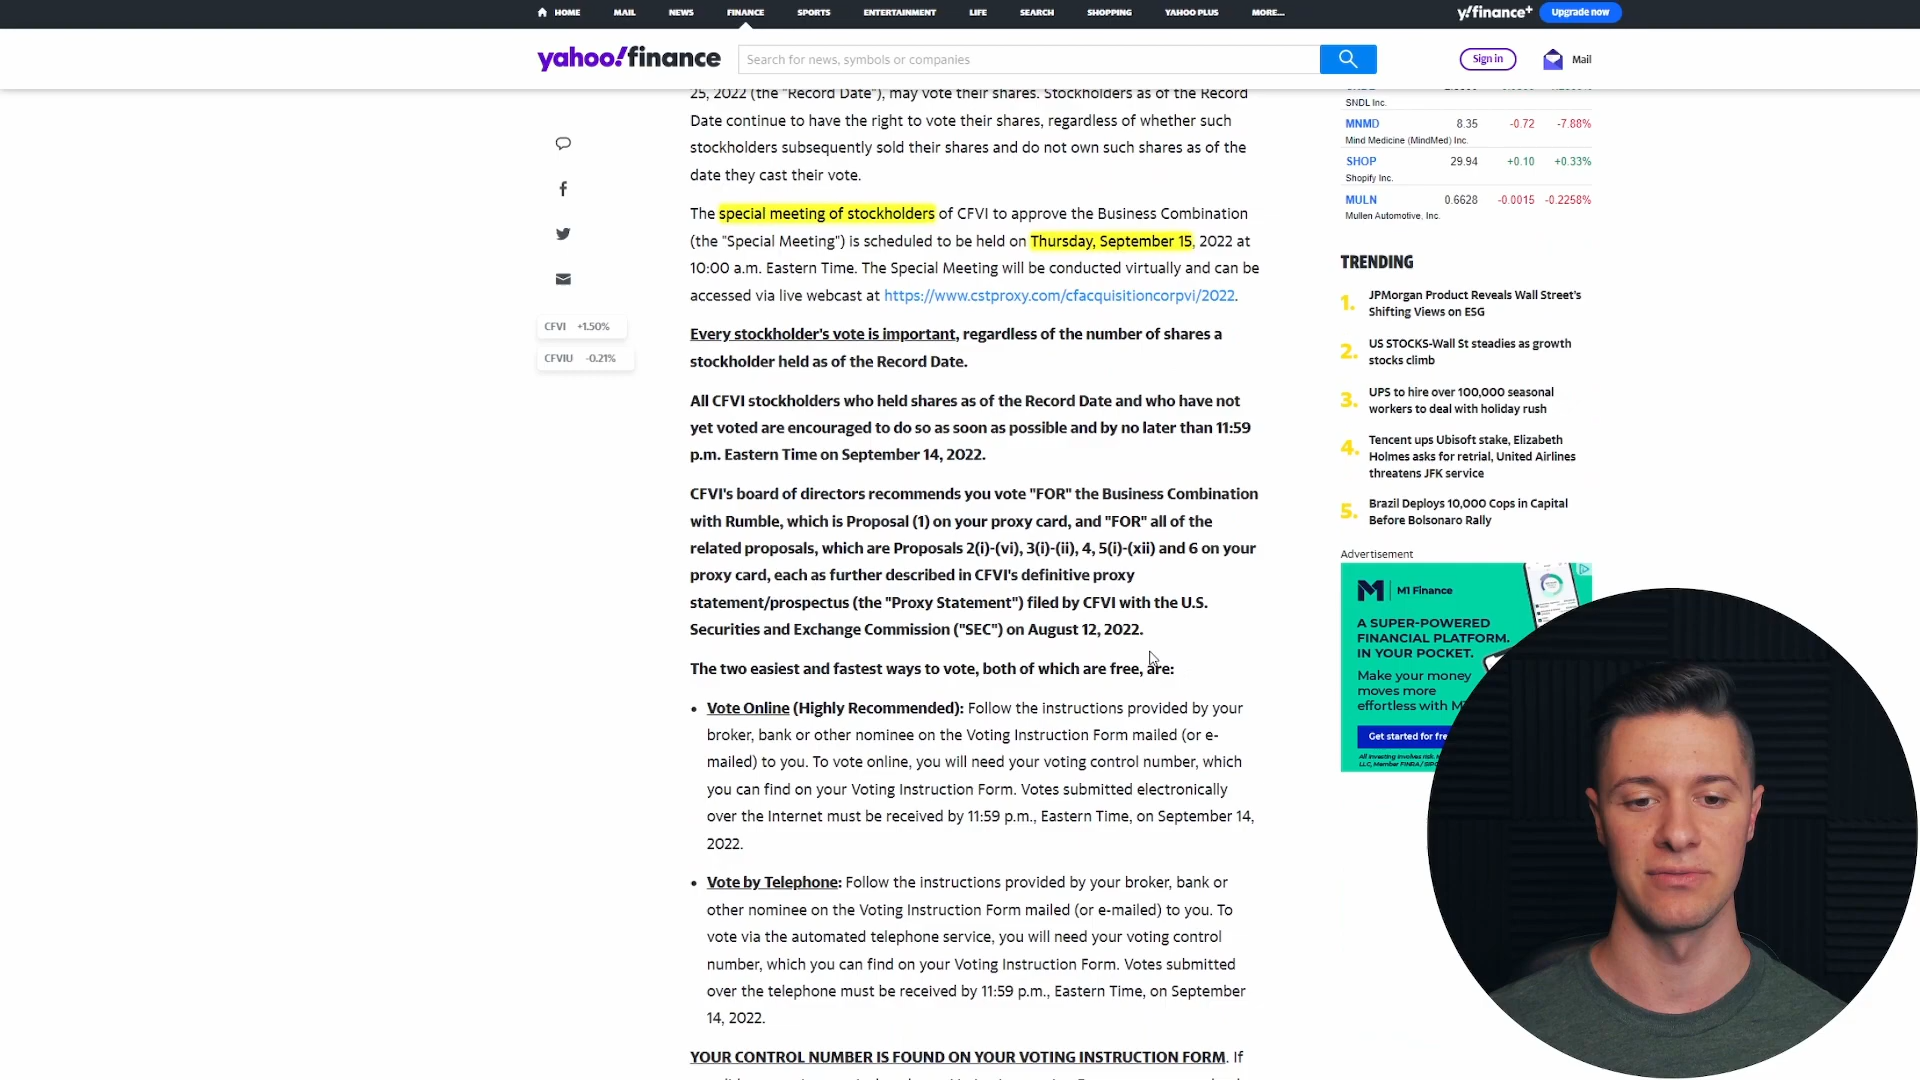 HOME MAIL NEWS FINANCE SPORTS ENTERTAINMENT LIFE SEARCH SHOPPING YAHOO PLUS MORE...
y!finance+ Upgrade now
yahoo!finance
Search for news, symbols or companies
Sign in
Mail
25, 2022 (the "Record Date"), may vote their shares. Stockholders as of the Record
Date continue to have the right to vote their shares, regardless of whether such
stockholders subsequently sold their shares and do not own such shares as of the
date they cast their vote.
The special meeting of stockholders of CFVI to approve the Business Combination
(the "Special Meeting") is scheduled to be held on Thursday, September 15, 2022 at
10:00 a.m. Eastern Time. The Special Meeting will be conducted virtually and can be
accessed via live webcast at https://www.cstproxy.com/cfacquisitioncorpvi/2022.
CFVI +1.50%
CFVIU -0.21%
Every stockholder's vote is important, regardless of the number of shares a
stockholder held as of the Record Date.
All CFVI stockholders who held shares as of the Record Date and who have not
yet voted are encouraged to do so as soon as possible and by no later than 11:59
p.m. Eastern Time on September 14, 2022.
CFVI's board of directors recommends you vote "FOR" the Business Combination
with Rumble, which is Proposal (1) on your proxy card, and "FOR" all of the
related proposals, which are Proposals 2(i)-(vi), 3(i)-(ii), 4, 5(i)-(xii) and 6 on your
proxy card, each as further described in CFVI's definitive proxy
statement/prospectus (the "Proxy Statement") filed by CFVI with the U.S.
Securities and Exchange Commission ("SEC") on August 12, 2022.
The two easiest and fastest ways to vote, both of which are free, are:
• Vote Online (Highly Recommended): Follow the instructions provided by your
broker, bank or other nominee on the Voting Instruction Form mailed (or e-
mailed) to you. To vote online, you will need your voting control number, which
you can find on your Voting Instruction Form. Votes submitted electronically
over the Internet must be received by 11:59 p.m., Eastern Time, on September 14,
2022.
• Vote by Telephone: Follow the instructions provided by your broker, bank or
other nominee on the Voting Instruction Form mailed (or e-mailed) to you. To
vote via the automated telephone service, you will need your voting control
number, which you can find on your Voting Instruction Form. Votes submitted
over the telephone must be received by 11:59 p.m., Eastern Time, on September
14, 2022.
YOUR CONTROL NUMBER IS FOUND ON YOUR VOTING INSTRUCTION FORM. If
SNDL Inc.
MNMD 8.35 -0.72 -7.88%
Mind Medicine (MindMed) Inc.
SHOP 29.94 +0.10 +0.33%
Shopify Inc.
MULN 0.6628 -0.0015 -0.2258%
Mullen Automotive, Inc.
TRENDING
1. JPMorgan Product Reveals Wall Street's
Shifting Views on ESG
2. US STOCKS-Wall St steadies as growth
stocks climb
3. UPS to hire over 100,000 seasonal
workers to deal with holiday rush
4. Tencent ups Ubisoft stake, Elizabeth
Holmes asks for retrial, United Airlines
threatens JFK service
5. Brazil Deploys 10,000 Cops in Capital
Before Bolsonaro Rally
Advertisement
M1 Finance
A SUPER-POWERED
FINANCIAL PLATFORM.
IN YOUR POCKET.
Make your money
moves more
effortless with
Get started for